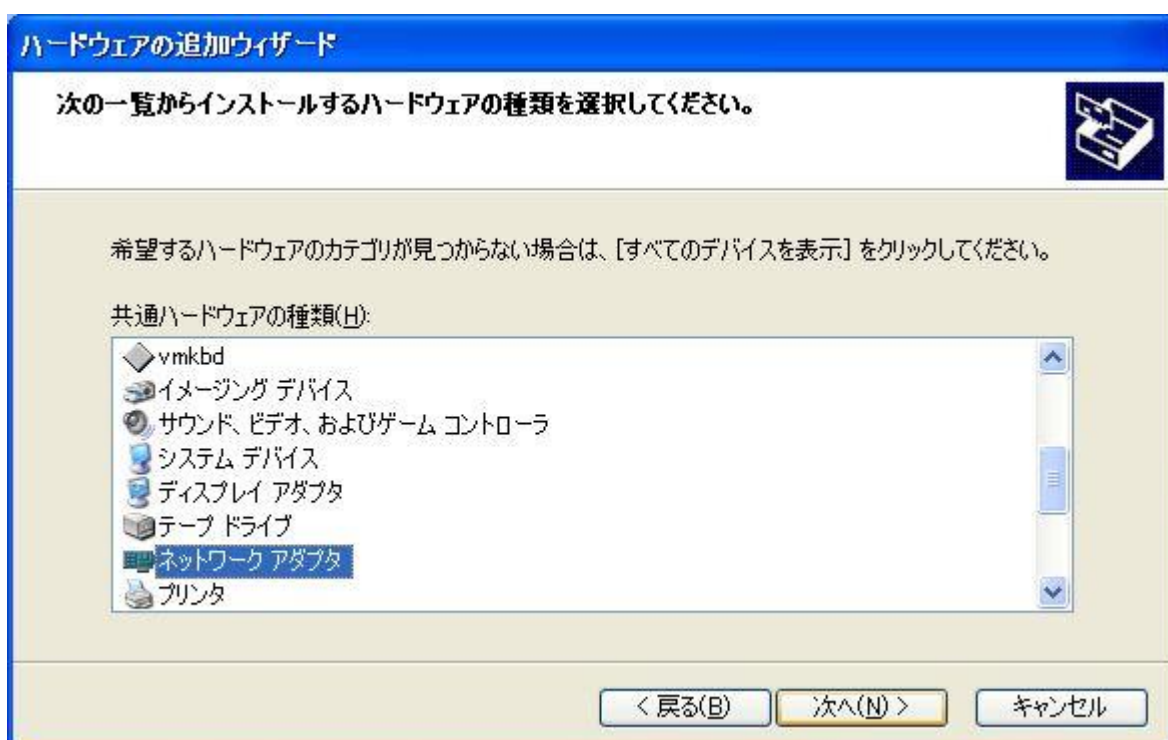 ハードウェアの追加ウィザード
次の一覧からインストールするハードウェアの種類を選択してください。
希望するハードウェアのカテゴリが見つからない場合は、[すべてのデバイスを表示] をクリックしてください。
共通ハードウェアの種類(H):
vmkbd
イメージング デバイス
サウンド、ビデオ、およびゲーム コントローラ
システム デバイス
ディスプレイ アダプタ
テープ ドライブ
ネットワーク アダプタ
プリンタ
< 戻る(B) 次へ(N) > キャンセル